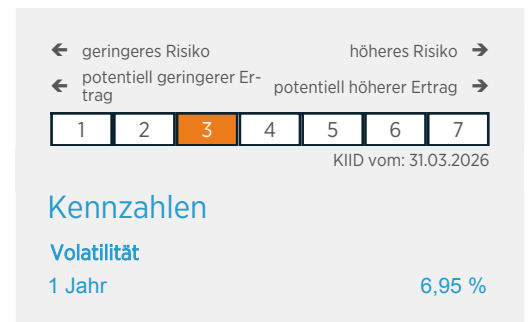 ← geringeres Risiko höheres Risiko →
← potentiell geringerer Er-
trag potentiell höherer Ertrag →
1 2 3 4 5 6 7
KIID vom: 31.03.2026
Kennzahlen
Volatilität
1 Jahr 6,95 %